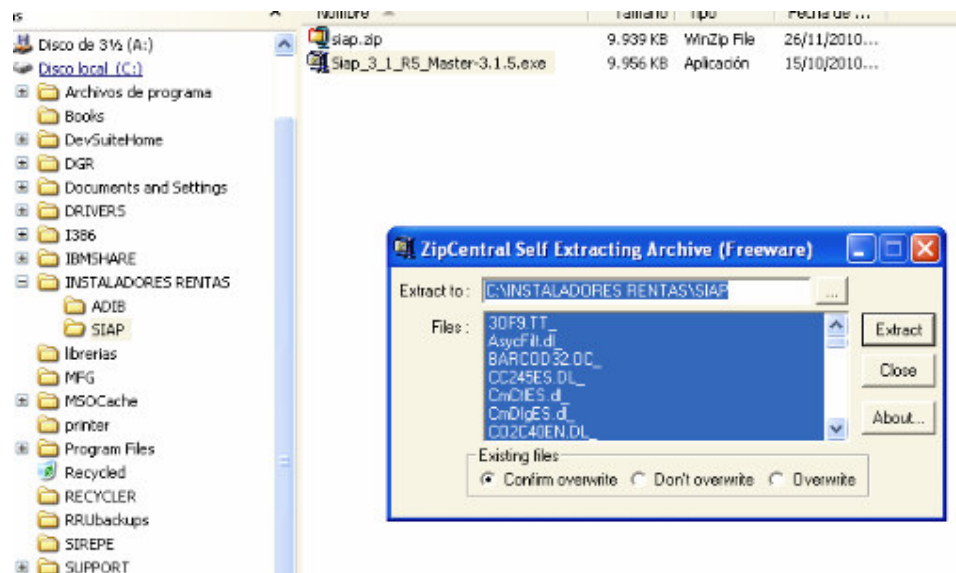 Nombre Tamaño Tipo Fecha de ...
siap.zip 9.939 KB WinZip File 26/11/2010...
Siap_3_1_R5_Master-3.1.5.exe 9.956 KB Aplicación 15/10/2010...
Disco de 3½ (A:)
Disco local (C:)
Archivos de programa
Books
DevSuiteHome
DGR
Documents and Settings
DRIVERS
I386
IBMSHARE
INSTALADORES RENTAS
ADIB
SIAP
librerias
MFG
MSOCache
printer
Program Files
Recycled
RECYCLER
RRUbackups
SIREPE
SUPPORT
ZipCentral Self Extracting Archive (Freeware)
Extract to : C:\INSTALADORES RENTAS\SIAP ...
Files :
3OF9.TT_
AsycFilt.dl_
BARCOD32.OC_
CC245ES.DL_
CmDlES.d_
CmDlgES.d_
CO2C40EN.DL_
Extract
Close
About...
Existing files
Confirm overwrite Don't overwrite Overwrite